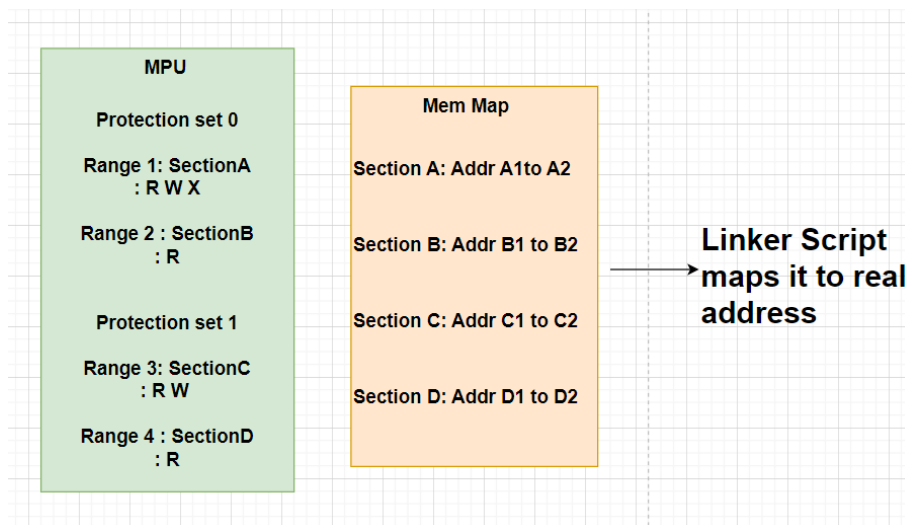 MPU
Protection set 0
Range 1: SectionA
: R W X
Range 2 : SectionB
: R
Protection set 1
Range 3: SectionC
: R W
Range 4 : SectionD
: R
Mem Map
Section A: Addr A1to A2
Section B: Addr B1 to B2
Section C: Addr C1 to C2
Section D: Addr D1 to D2
Linker Script
maps it to real
address